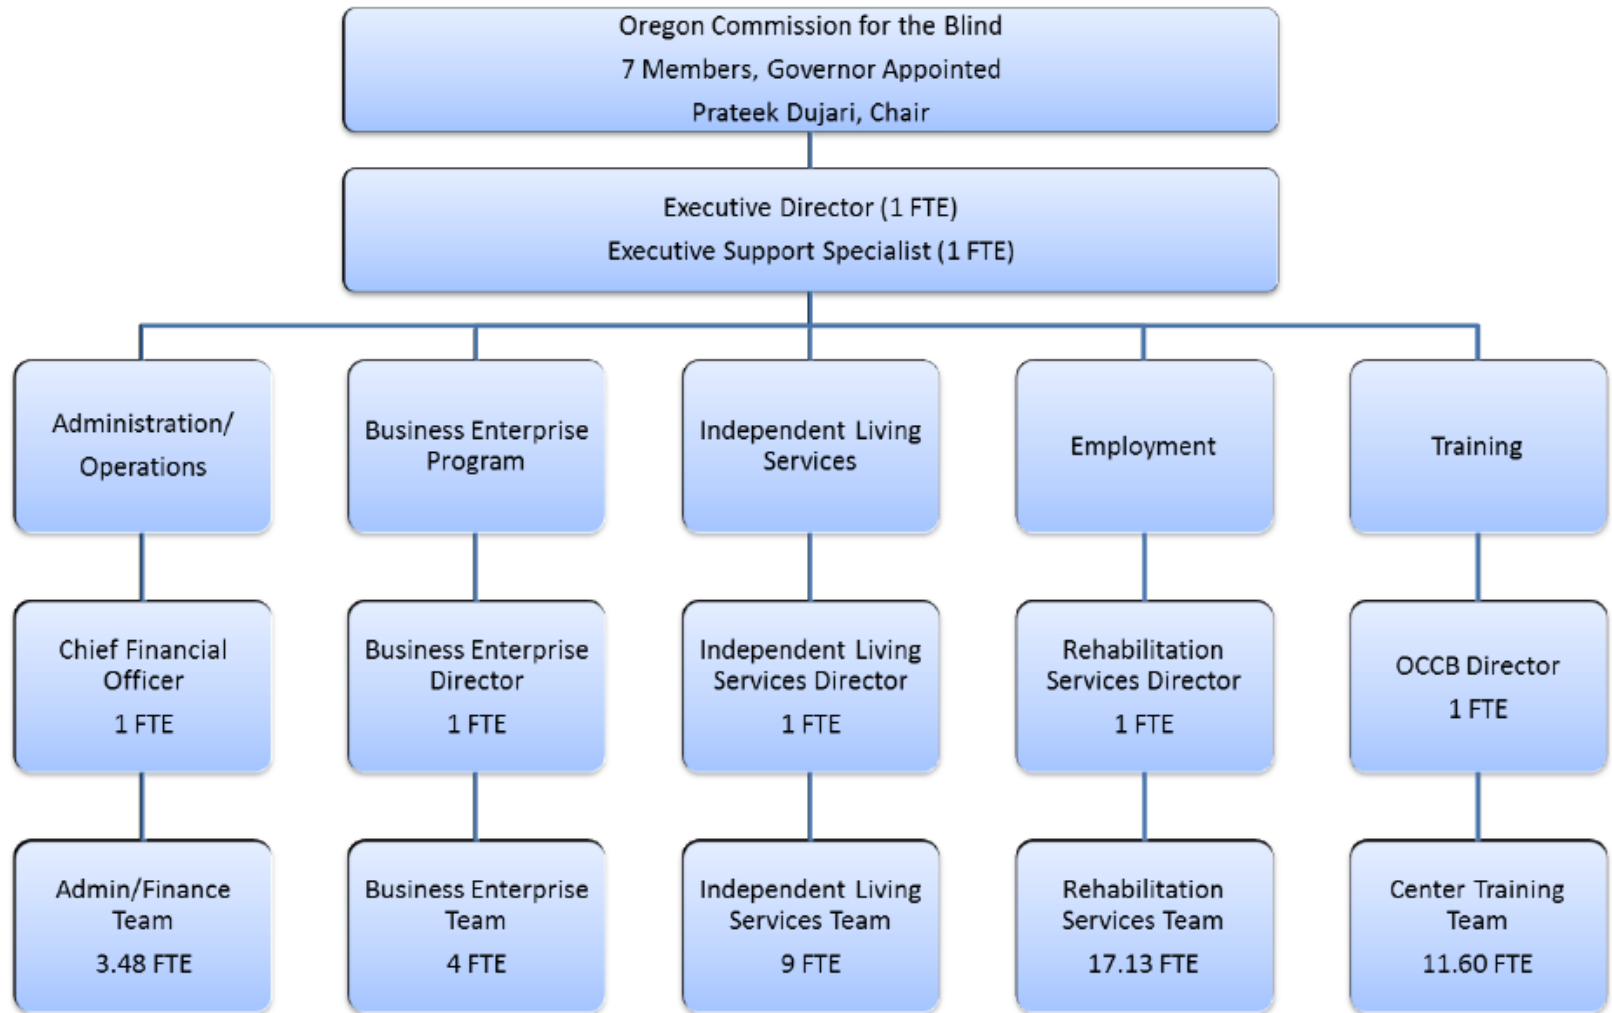 Oregon Commission for the Blind
7 Members, Governor Appointed
Prateek Dujari, Chair
Executive Director (1 FTE)
Executive Support Specialist (1 FTE)
Administration/
Operations
Business Enterprise
Program
Independent Living
Services
Employment
Training
Chief Financial
Officer
1 FTE
Business Enterprise
Director
1 FTE
Independent Living
Services Director
1 FTE
Rehabilitation
Services Director
1 FTE
OCCB Director
1 FTE
Admin/Finance
Team
3.48 FTE
Business Enterprise
Team
4 FTE
Independent Living
Services Team
9 FTE
Rehabilitation
Services Team
17.13 FTE
Center Training
Team
11.60 FTE